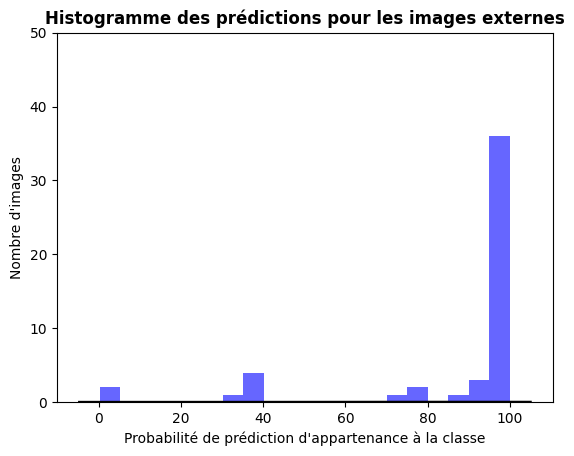 Histogramme des prédictions pour les images externes
50
40
30
20
10
0
Nombre d'images
0 20 40 60 80 100
Probabilité de prédiction d'appartenance à la classe